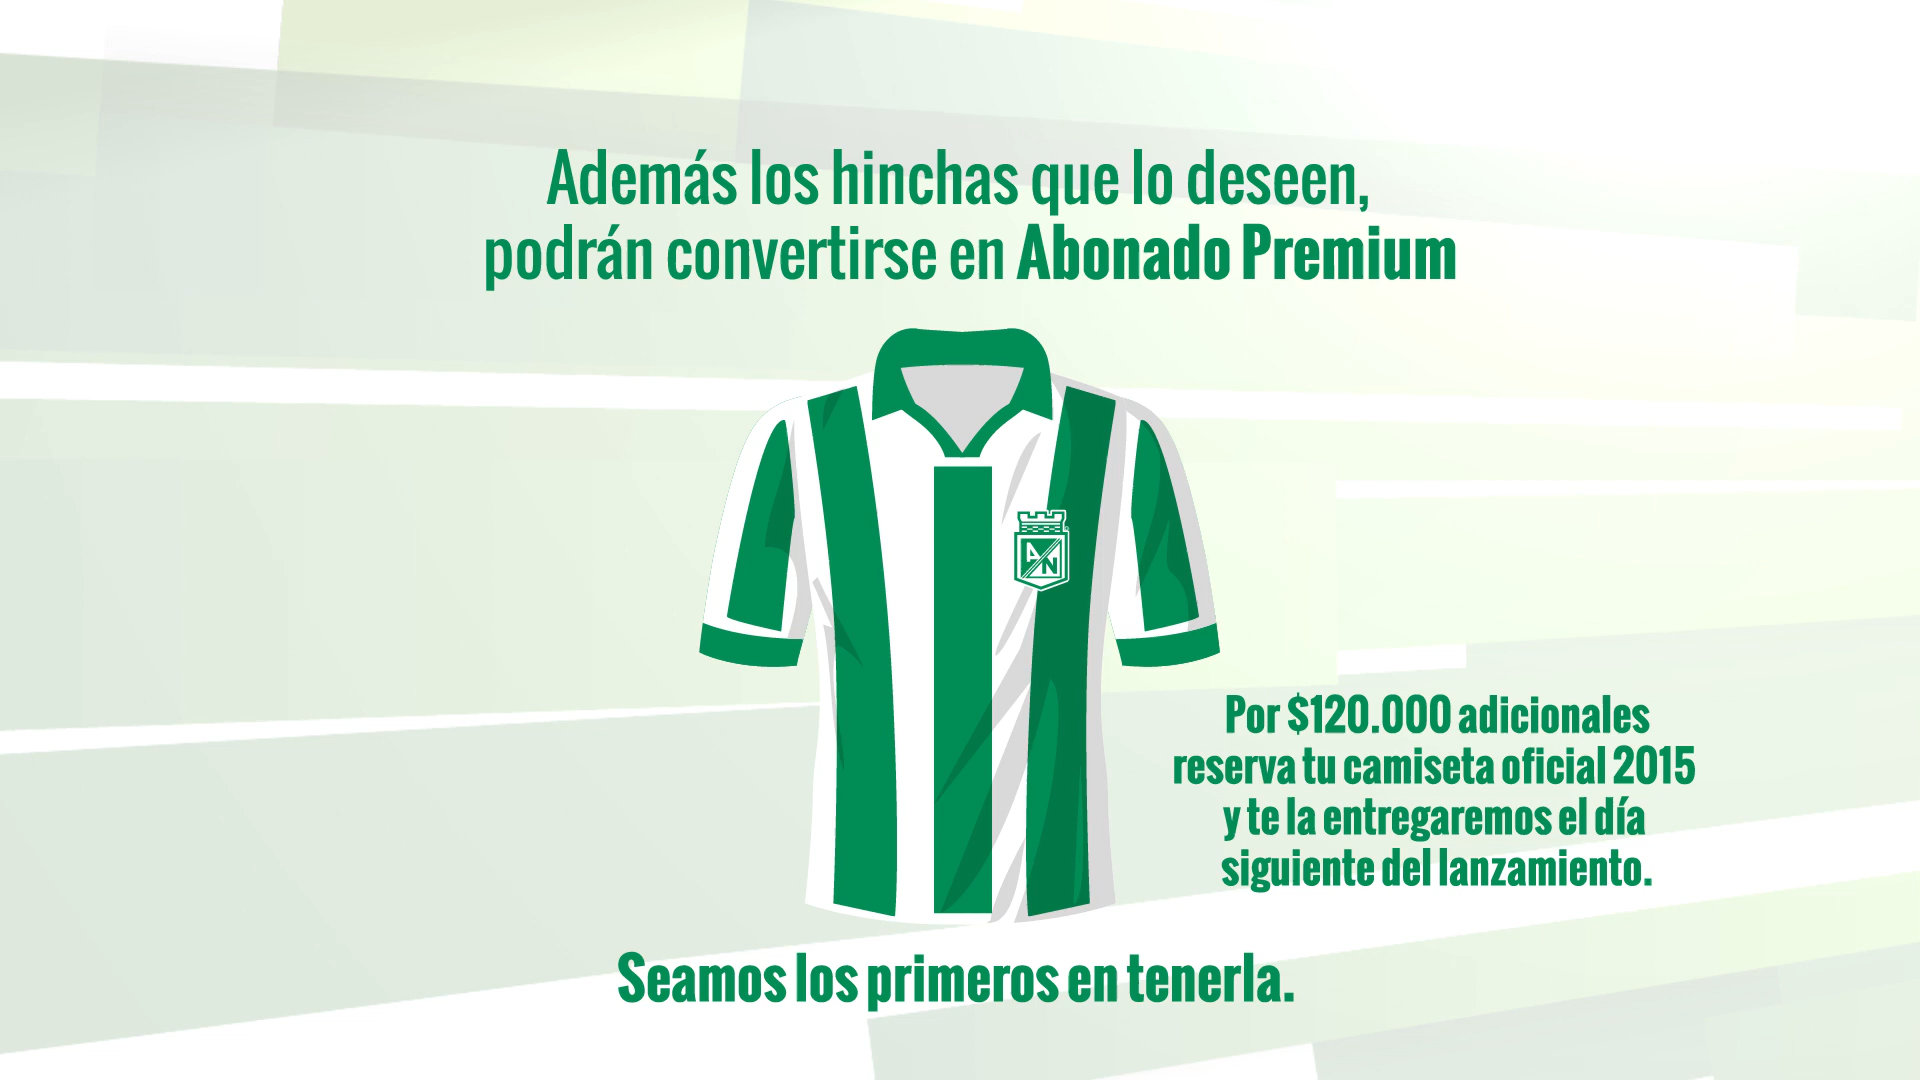 Además los hinchas que lo deseen,
podrán convertirse en Abonado Premium
AN
Por $120.000 adicionales
reserva tu camiseta oficial 2015
y te la entregaremos el día
siguiente del lanzamiento.
Seamos los primeros en tenerla.